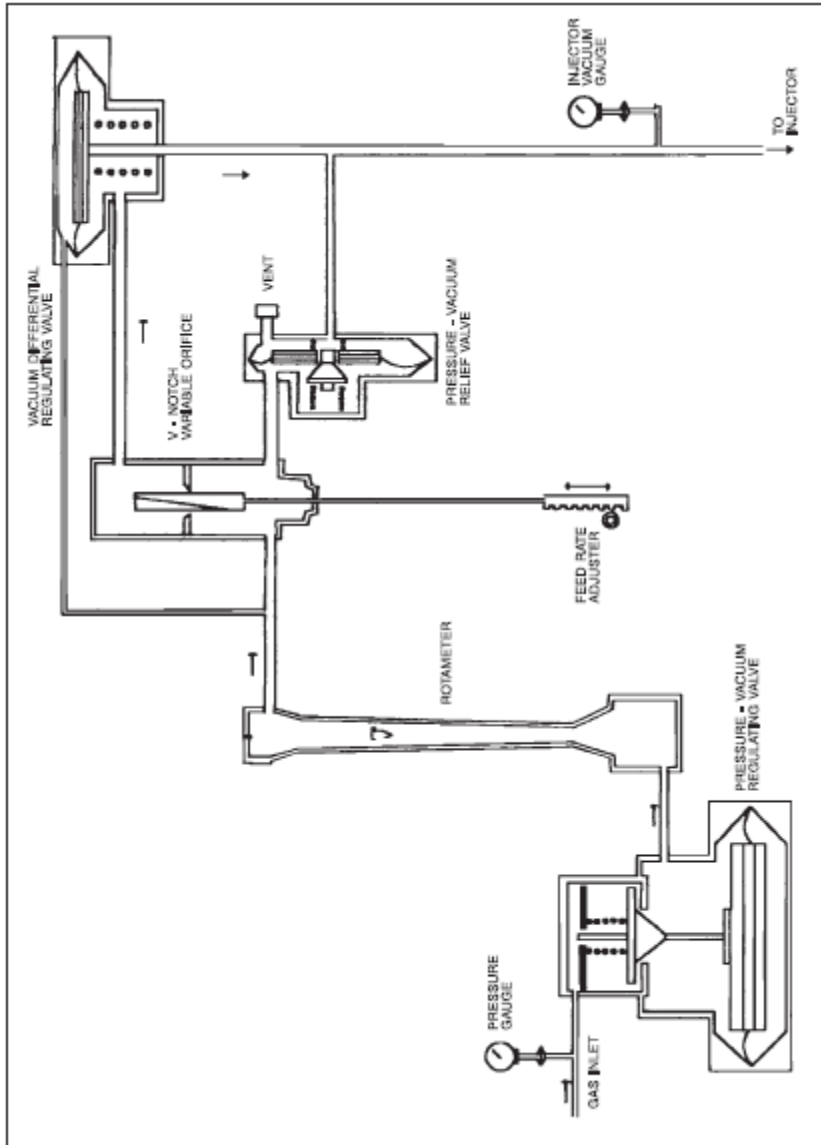 VACUUM DIFFERENTIAL
REGULATING VALVE
V - NOTCH
VARIABLE ORIFICE
VENT
PRESSURE - VACUUM
RELIEF VALVE
INJECTOR
VACUUM
GAUGE
TO
INJECTOR
FEED RATE
ADJUSTER
ROTAMETER
PRESSURE - VACUUM
REGULATING VALVE
PRESSURE
GAUGE
GAS INLET